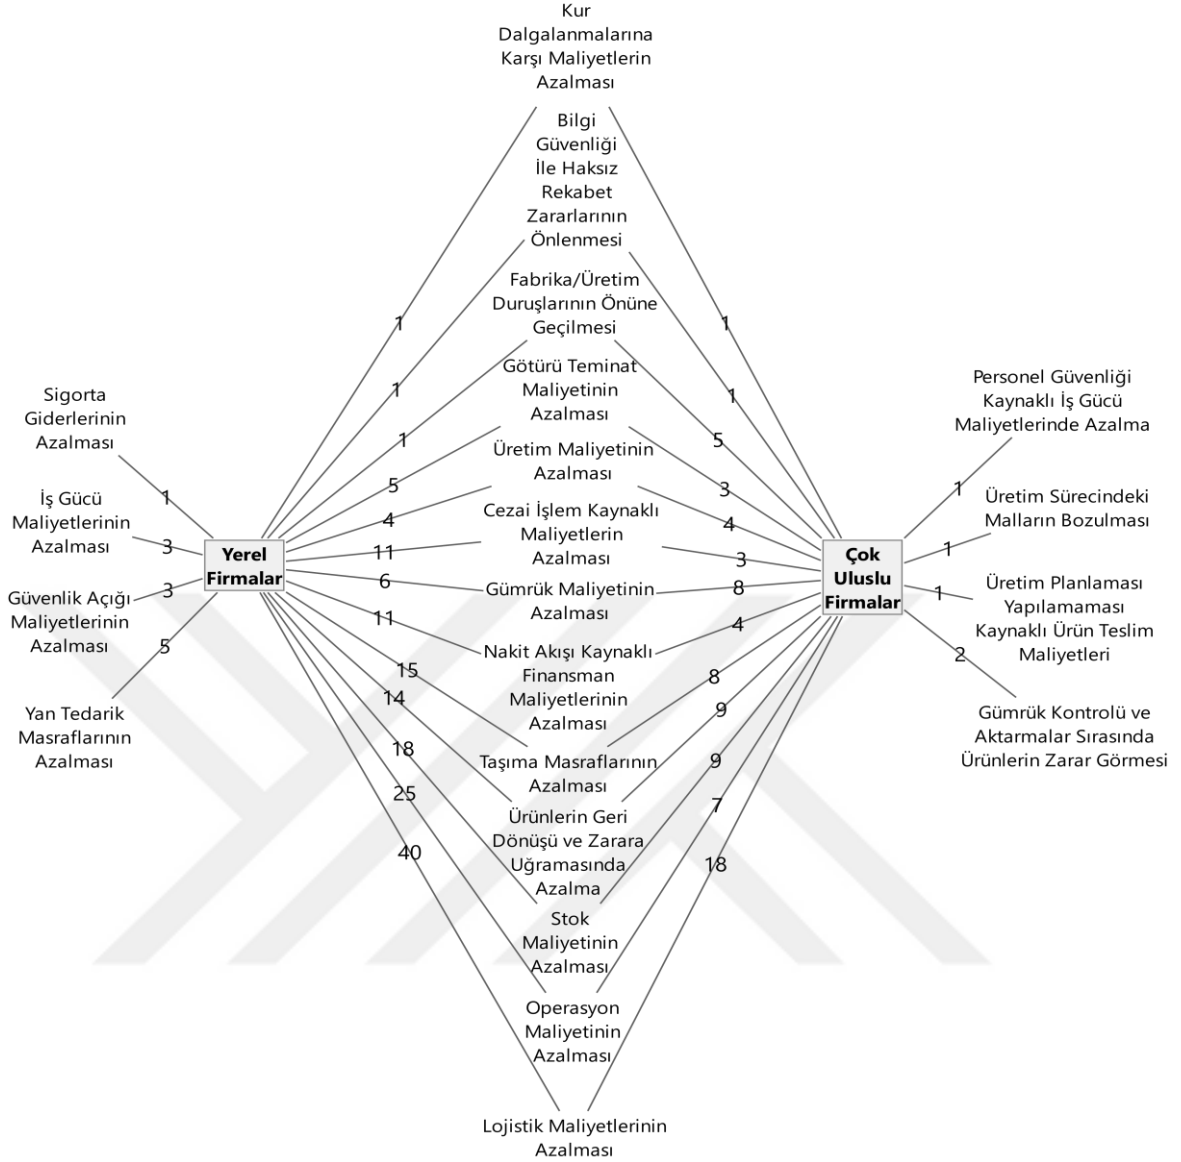 Kur
Dalgalanmalarına
Karşı Maliyetlerin
Azalması
Bilgi
Güvenliği
İle Haksız
Rekabet
Zararlarının
Önlenmesi
Fabrika/Üretim
Duruşlarının Önüne
Geçilmesi
Götürü Teminat
Maliyetinin
Azalması
Üretim Maliyetinin
Azalması
Cezai İşlem Kaynaklı
Maliyetlerin
Azalması
Gümrük Maliyetinin
Azalması
Nakit Akışı Kaynaklı
Finansman
Maliyetlerinin
Azalması
Taşıma Masraflarının
Azalması
Ürünlerin Geri
Dönüşü ve Zarara
Uğramasında
Azalma
Stok
Maliyetinin
Azalması
Operasyon
Maliyetinin
Azalması
Lojistik Maliyetlerinin
Azalması
Sigorta
Giderlerinin
Azalması
İş Gücü
Maliyetlerinin
Azalması
Güvenlik Açığı
Maliyetlerinin
Azalması
Yan Tedarik
Masraflarının
Azalması
1
3
3
5
Yerel
Firmalar
1
1
1
5
4
11
6
11
15
14
18
25
40
1
1
5
3
4
3
8
4
8
9
9
7
18
Çok
Uluslu
Firmalar
1
1
1
2
Personel Güvenliği
Kaynaklı İş Gücü
Maliyetlerinde Azalma
Üretim Sürecindeki
Malların Bozulması
Üretim Planlaması
Yapılamaması
Kaynaklı Ürün Teslim
Maliyetleri
Gümrük Kontrolü ve
Aktarmalar Sırasında
Ürünlerin Zarar Görmesi